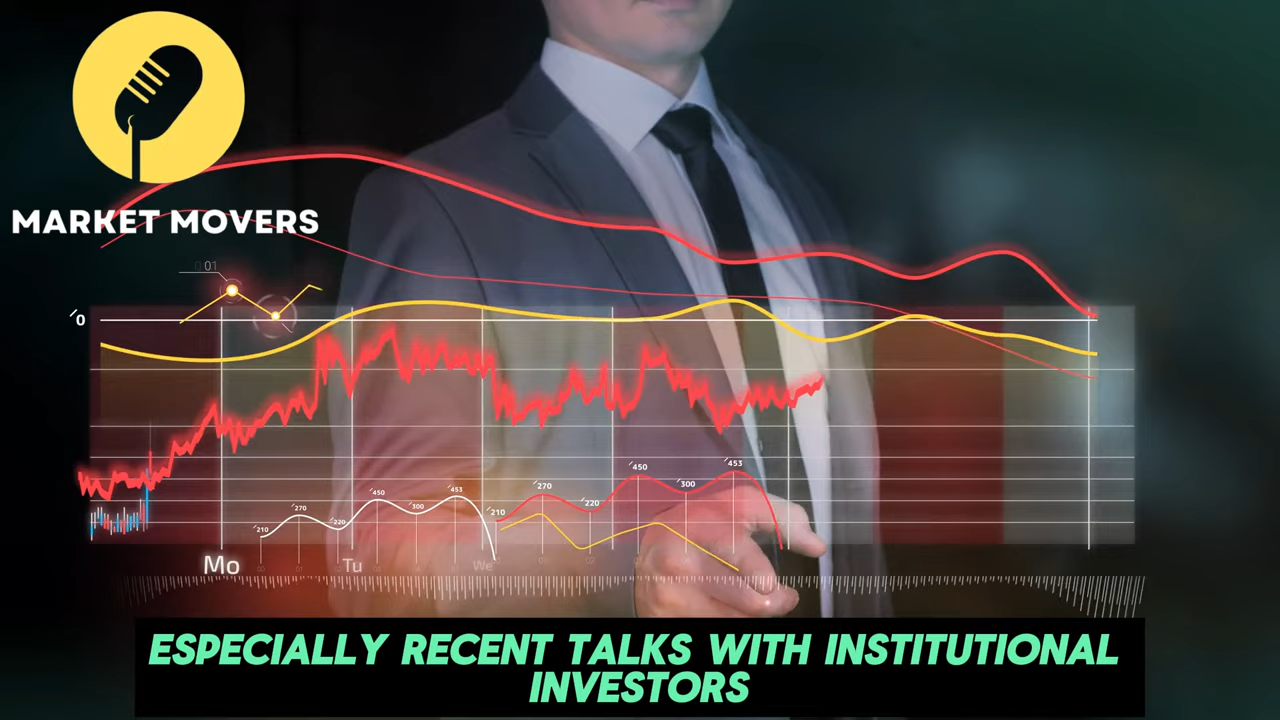 MARKET MOVERS
01
0
450
453
270
300
220
210
450
453
270
300
220
210
Mo
Tu
We
ESPECIALLY RECENT TALKS WITH INSTITUTIONAL
INVESTORS